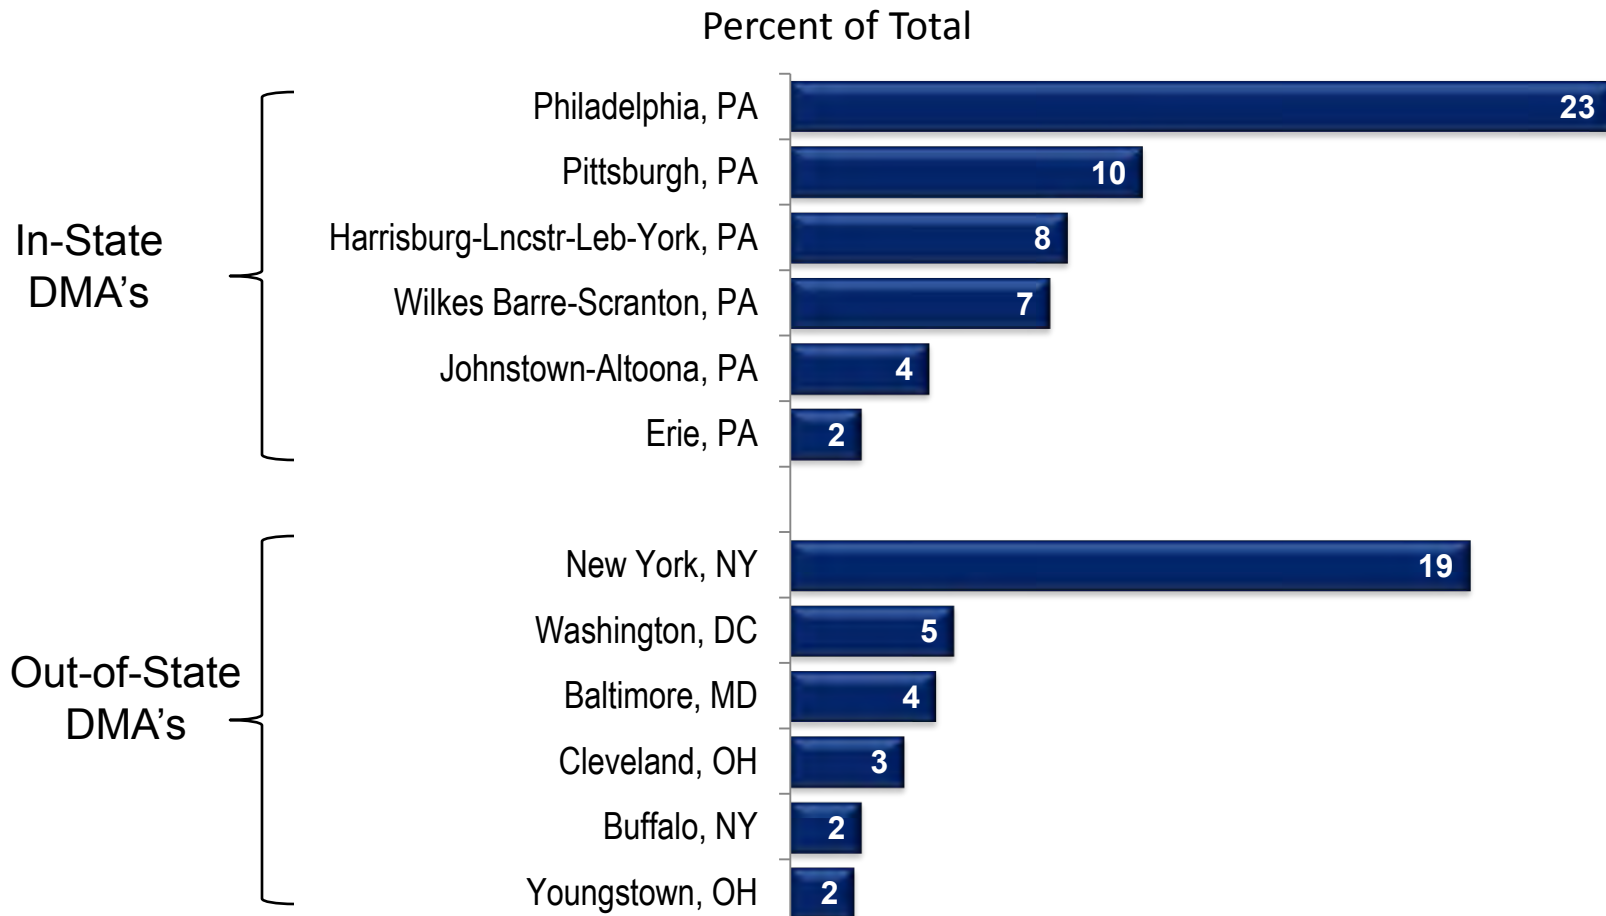 Percent of Total
In-State
DMA’s
Philadelphia, PA 23
Pittsburgh, PA 10
Harrisburg-Lncstr-Leb-York, PA 8
Wilkes Barre-Scranton, PA 7
Johnstown-Altoona, PA 4
Erie, PA 2
Out-of-State
DMA’s
New York, NY 19
Washington, DC 5
Baltimore, MD 4
Cleveland, OH 3
Buffalo, NY 2
Youngstown, OH 2